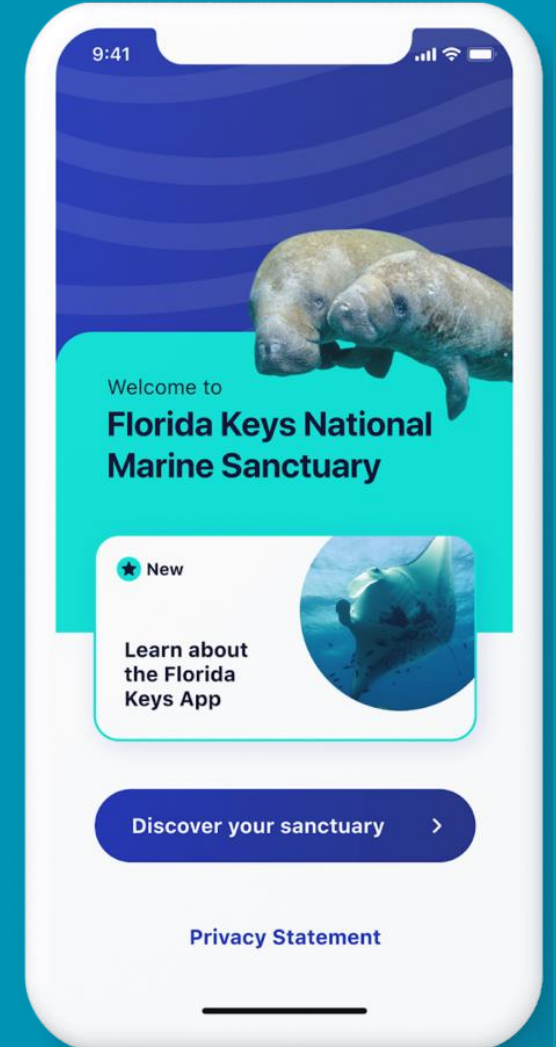 9:41
Welcome to
Florida Keys National
Marine Sanctuary
New
Learn about
the Florida
Keys App
Discover your sanctuary
Privacy Statement